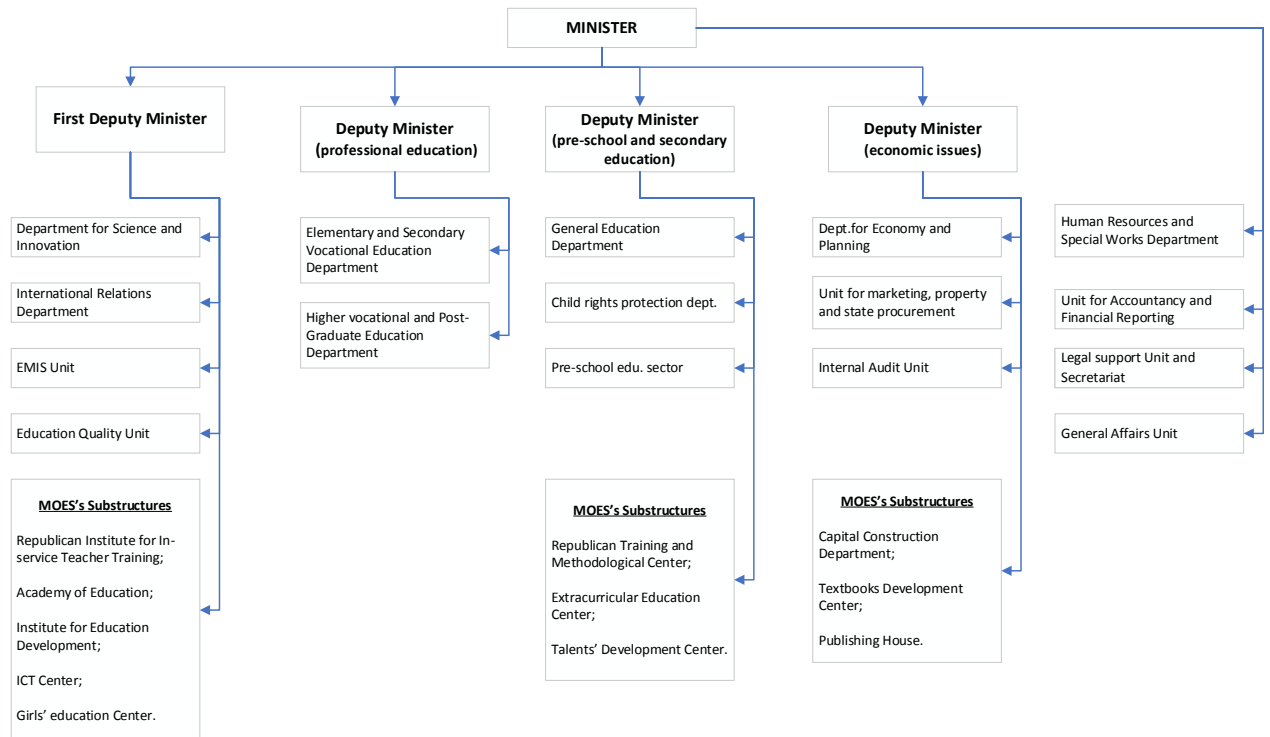 MINISTER
First Deputy Minister
Deputy Minister
(professional education)
Deputy Minister
(pre-school and secondary
education)
Deputy Minister
(economic issues)
Department for Science and
Innovation
International Relations
Department
EMIS Unit
Education Quality Unit
MOES's Substructures
Republican Institute for In-
service Teacher Training;
Academy of Education;
Institute for Education
Development;
ICT Center;
Girls' education Center.
Elementary and Secondary
Vocational Education
Department
Higher vocational and Post-
Graduate Education
Department
General Education
Department
Child rights protection dept.
Pre-school edu. sector
MOES's Substructures
Republican Training and
Methodological Center;
Extracurricular Education
Center;
Talents' Development Center.
Dept.for Economy and
Planning
Unit for marketing, property
and state procurement
Internal Audit Unit
MOES's Substructures
Capital Construction
Department;
Textbooks Development
Center;
Publishing House.
Human Resources and
Special Works Department
Unit for Accountancy and
Financial Reporting
Legal support Unit and
Secretariat
General Affairs Unit